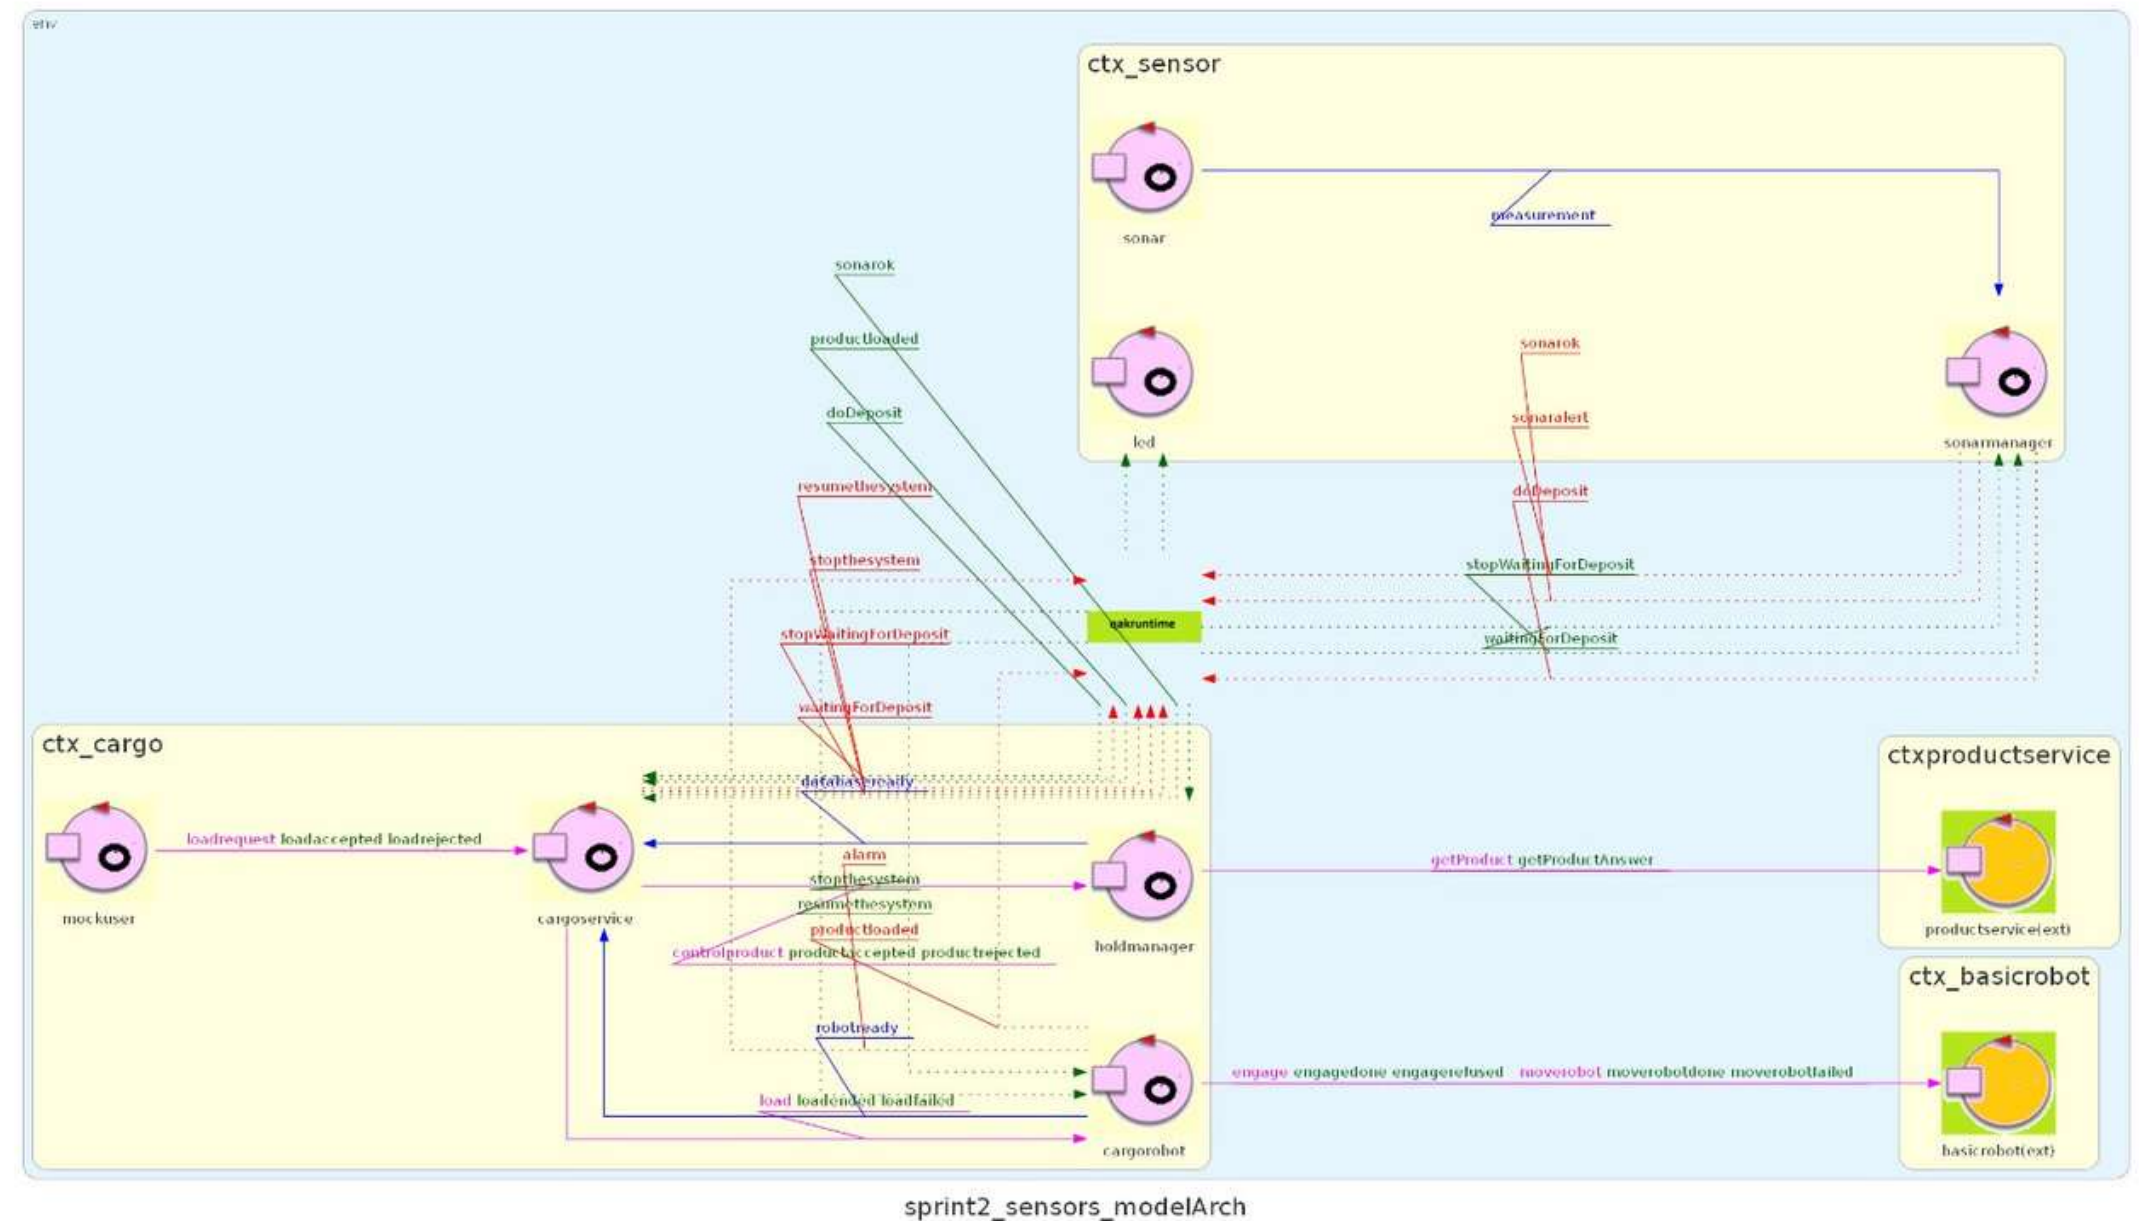 env
ctx_sensor
sonar
measurement
sonarok
productloaded
doDeposit
led
sonarok
sonaralert
doDeposit
sonarmanager
resumethesystem
stopthesystem
stopWaitingForDeposit
waitingForDeposit
qakruntime
stopWaitingForDeposit
waitingForDeposit
ctx_cargo
databaseready
loadrequest loadaccepted loadrejected
alarm
stopthesystem
resumethesystem
productloaded
controlproduct productaccepted productrejected
mockuser
cargoservice
holdmanager
robotready
load loadended loadfailed
cargorobot
ctxproductservice
getProduct getProductAnswer
productservice(ext)
ctx_basicrobot
engage engagedone engagerefused moverobot moverobotdone moverobotfailed
basicrobot(ext)
sprint2_sensors_modelArch